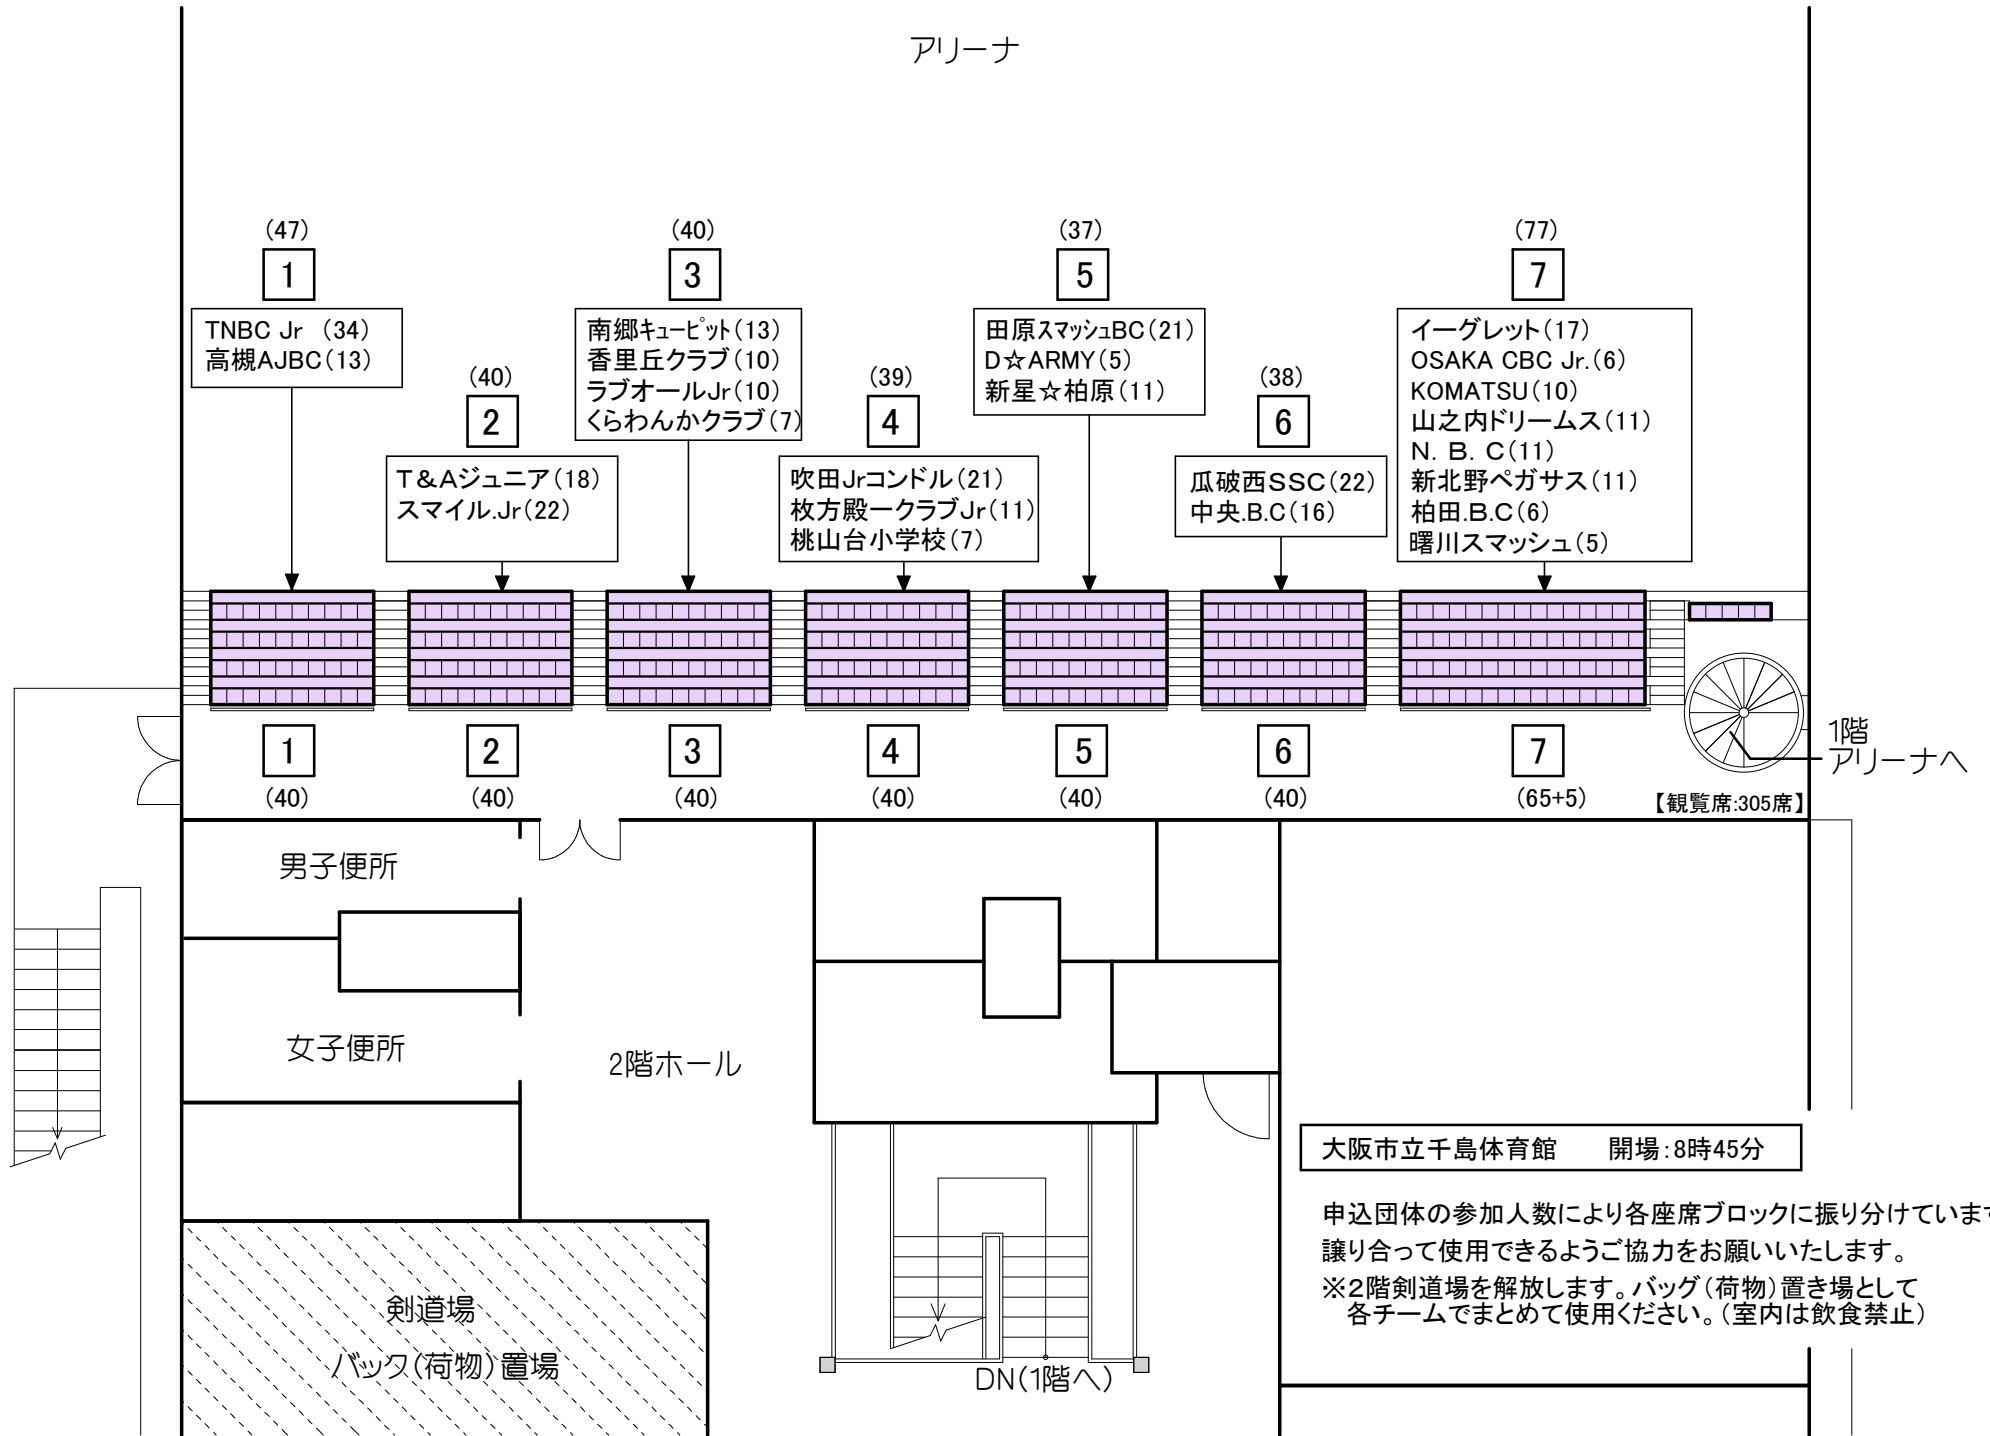 アリーナ
(47)
1
TNBC Jr (34)
高槻AJBC(13)
(40)
2
T&Aジュニア(18)
スマイル.Jr(22)
(40)
3
南郷キューピット(13)
香里丘クラブ(10)
ラブオールJr(10)
くらわんかクラブ(7)
(39)
4
吹田Jrコンドル(21)
枚方殿一クラブJr(11)
桃山台小学校(7)
(37)
5
田原スマッシュBC(21)
D☆ARMY(5)
新星☆柏原(11)
(38)
6
瓜破西SSC(22)
中央.B.C(16)
(77)
7
イーグレット(17)
OSAKA CBC Jr.(6)
KOMATSU(10)
山之内ドリームス(11)
N. B. C(11)
新北野ペガサス(11)
柏田.B.C(6)
曙川スマッシュ(5)
1
2
3
4
5
6
7
(40)
(40)
(40)
(40)
(40)
(40)
(65+5)
【観覧席:305席】
1階
アリーナへ
男子便所
女子便所
2階ホール
剣道場
バック(荷物)置場
DN(1階へ)
大阪市立千島体育館 開場:8時45分
申込団体の参加人数により各座席ブロックに振り分けています
譲り合って使用できるようご協力をお願いいたします。
※2階剣道場を解放します。バッグ(荷物)置き場として
各チームでまとめて使用ください。(室内は飲食禁止)